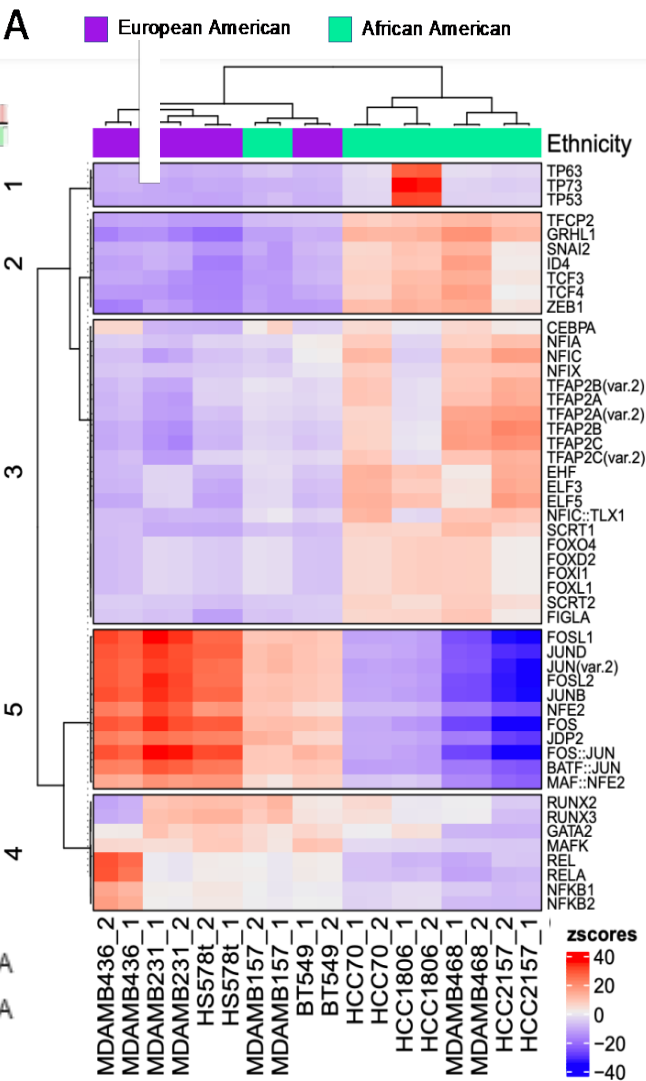 A
European American
African American
Ethnicity
1
TP63
TP73
TP53
2
TFCP2
GRHL1
SNAI2
ID4
TCF3
TCF4
ZEB1
3
CEBPA
NFIA
NFIC
NFIX
TFAP2B(var.2)
TFAP2A
TFAP2A(var.2)
TFAP2B
TFAP2C
TFAP2C(var.2)
EHF
ELF3
ELF5
NFIC::TLX1
SCRT1
FOXO4
FOXD2
FOXI1
FOXL1
SCRT2
FIGLA
5
FOSL1
JUND
JUN(var.2)
FOSL2
JUNB
NFE2
FOS
JDP2
FOS::JUN
BATF::JUN
MAF::NFE2
4
RUNX2
RUNX3
GATA2
MAFK
REL
RELA
NFKB1
NFKB2
MDAMB436_2
MDAMB436_1
MDAMB231_1
MDAMB231_2
HS578t_2
HS578t_1
MDAMB157_2
MDAMB157_1
BT549_1
BT549_2
HCC70_1
HCC70_2
HCC1806_1
HCC1806_2
MDAMB468_1
MDAMB468_2
HCC2157_2
HCC2157_1
zscores
40
20
0
−20
−40
A
A